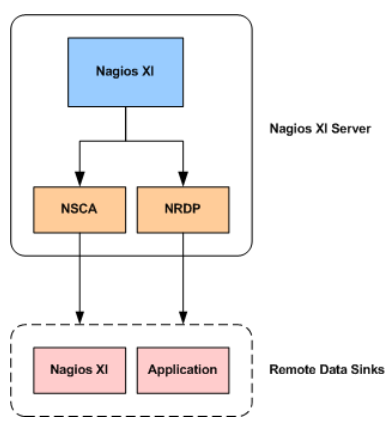 Nagios XI
Nagios XI Server
NSCA
NRDP
Nagios XI
Application
Remote Data Sinks